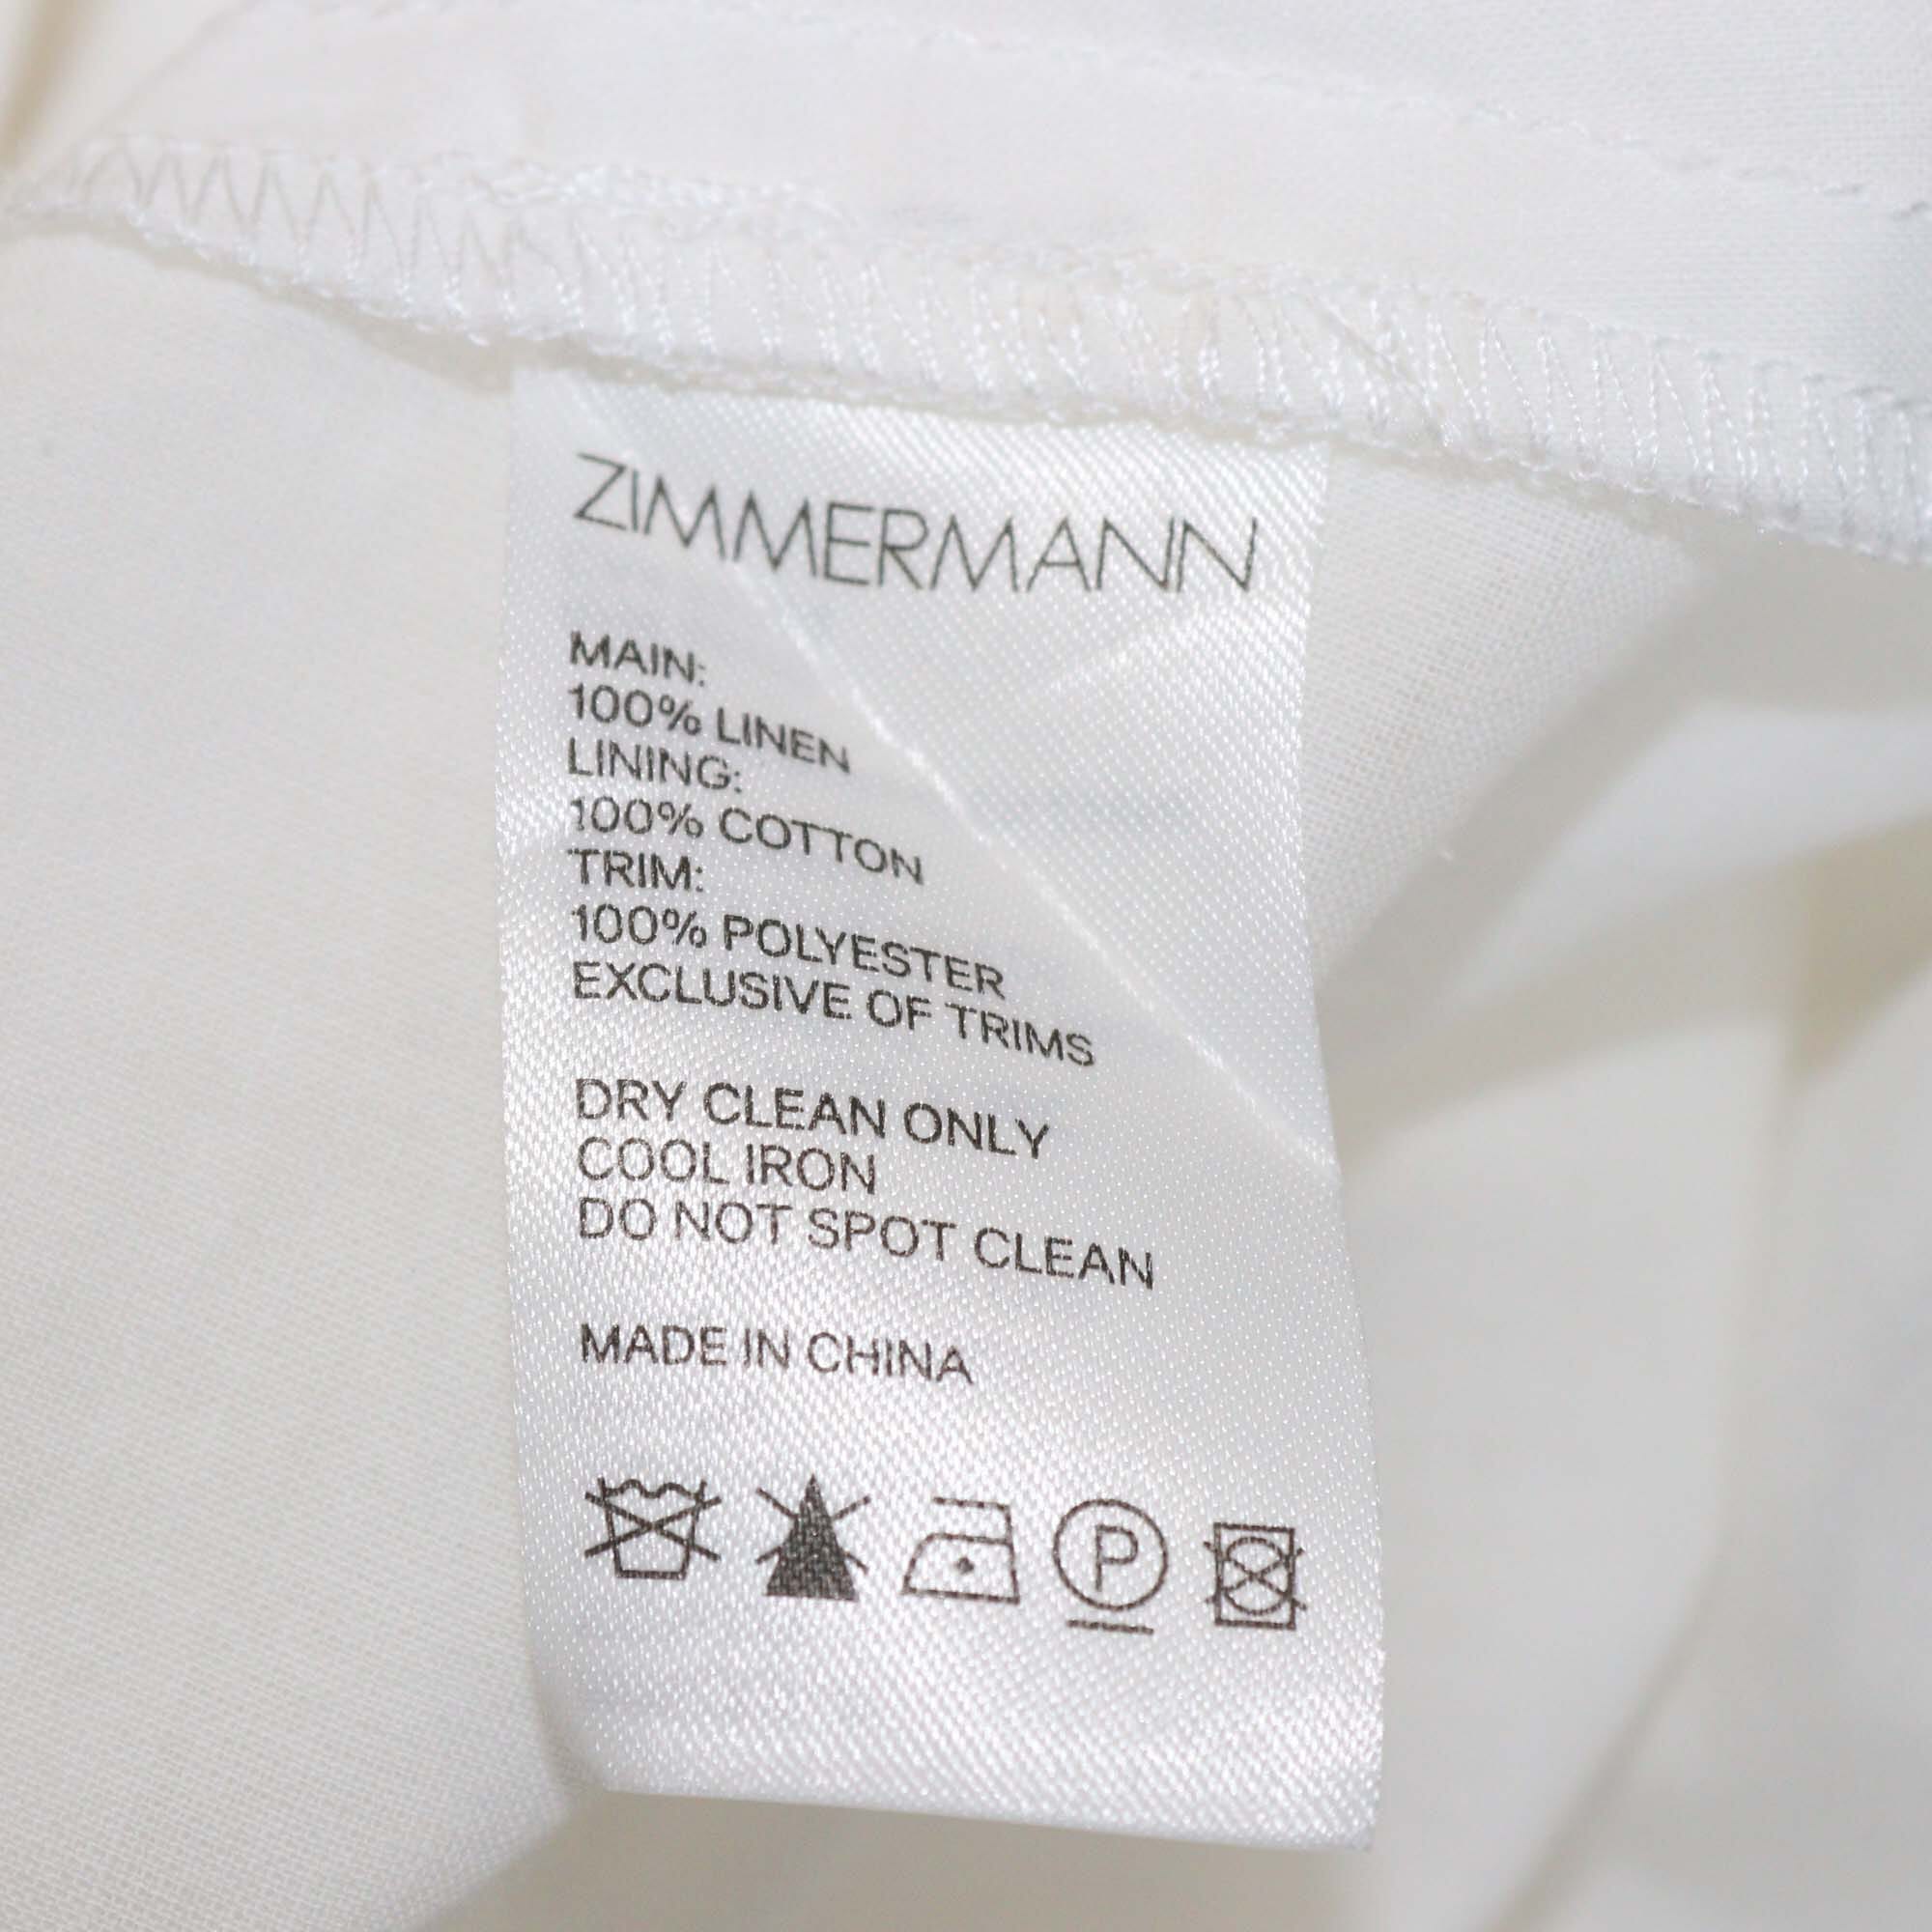 ZIMMERMANN
MAIN:
100% LINEN
LINING:
100% COTTON
TRIM:
100% POLYESTER
EXCLUSIVE OF TRIMS
DRY CLEAN ONLY
COOL IRON
DO NOT SPOT CLEAN
MADE IN CHINA
P